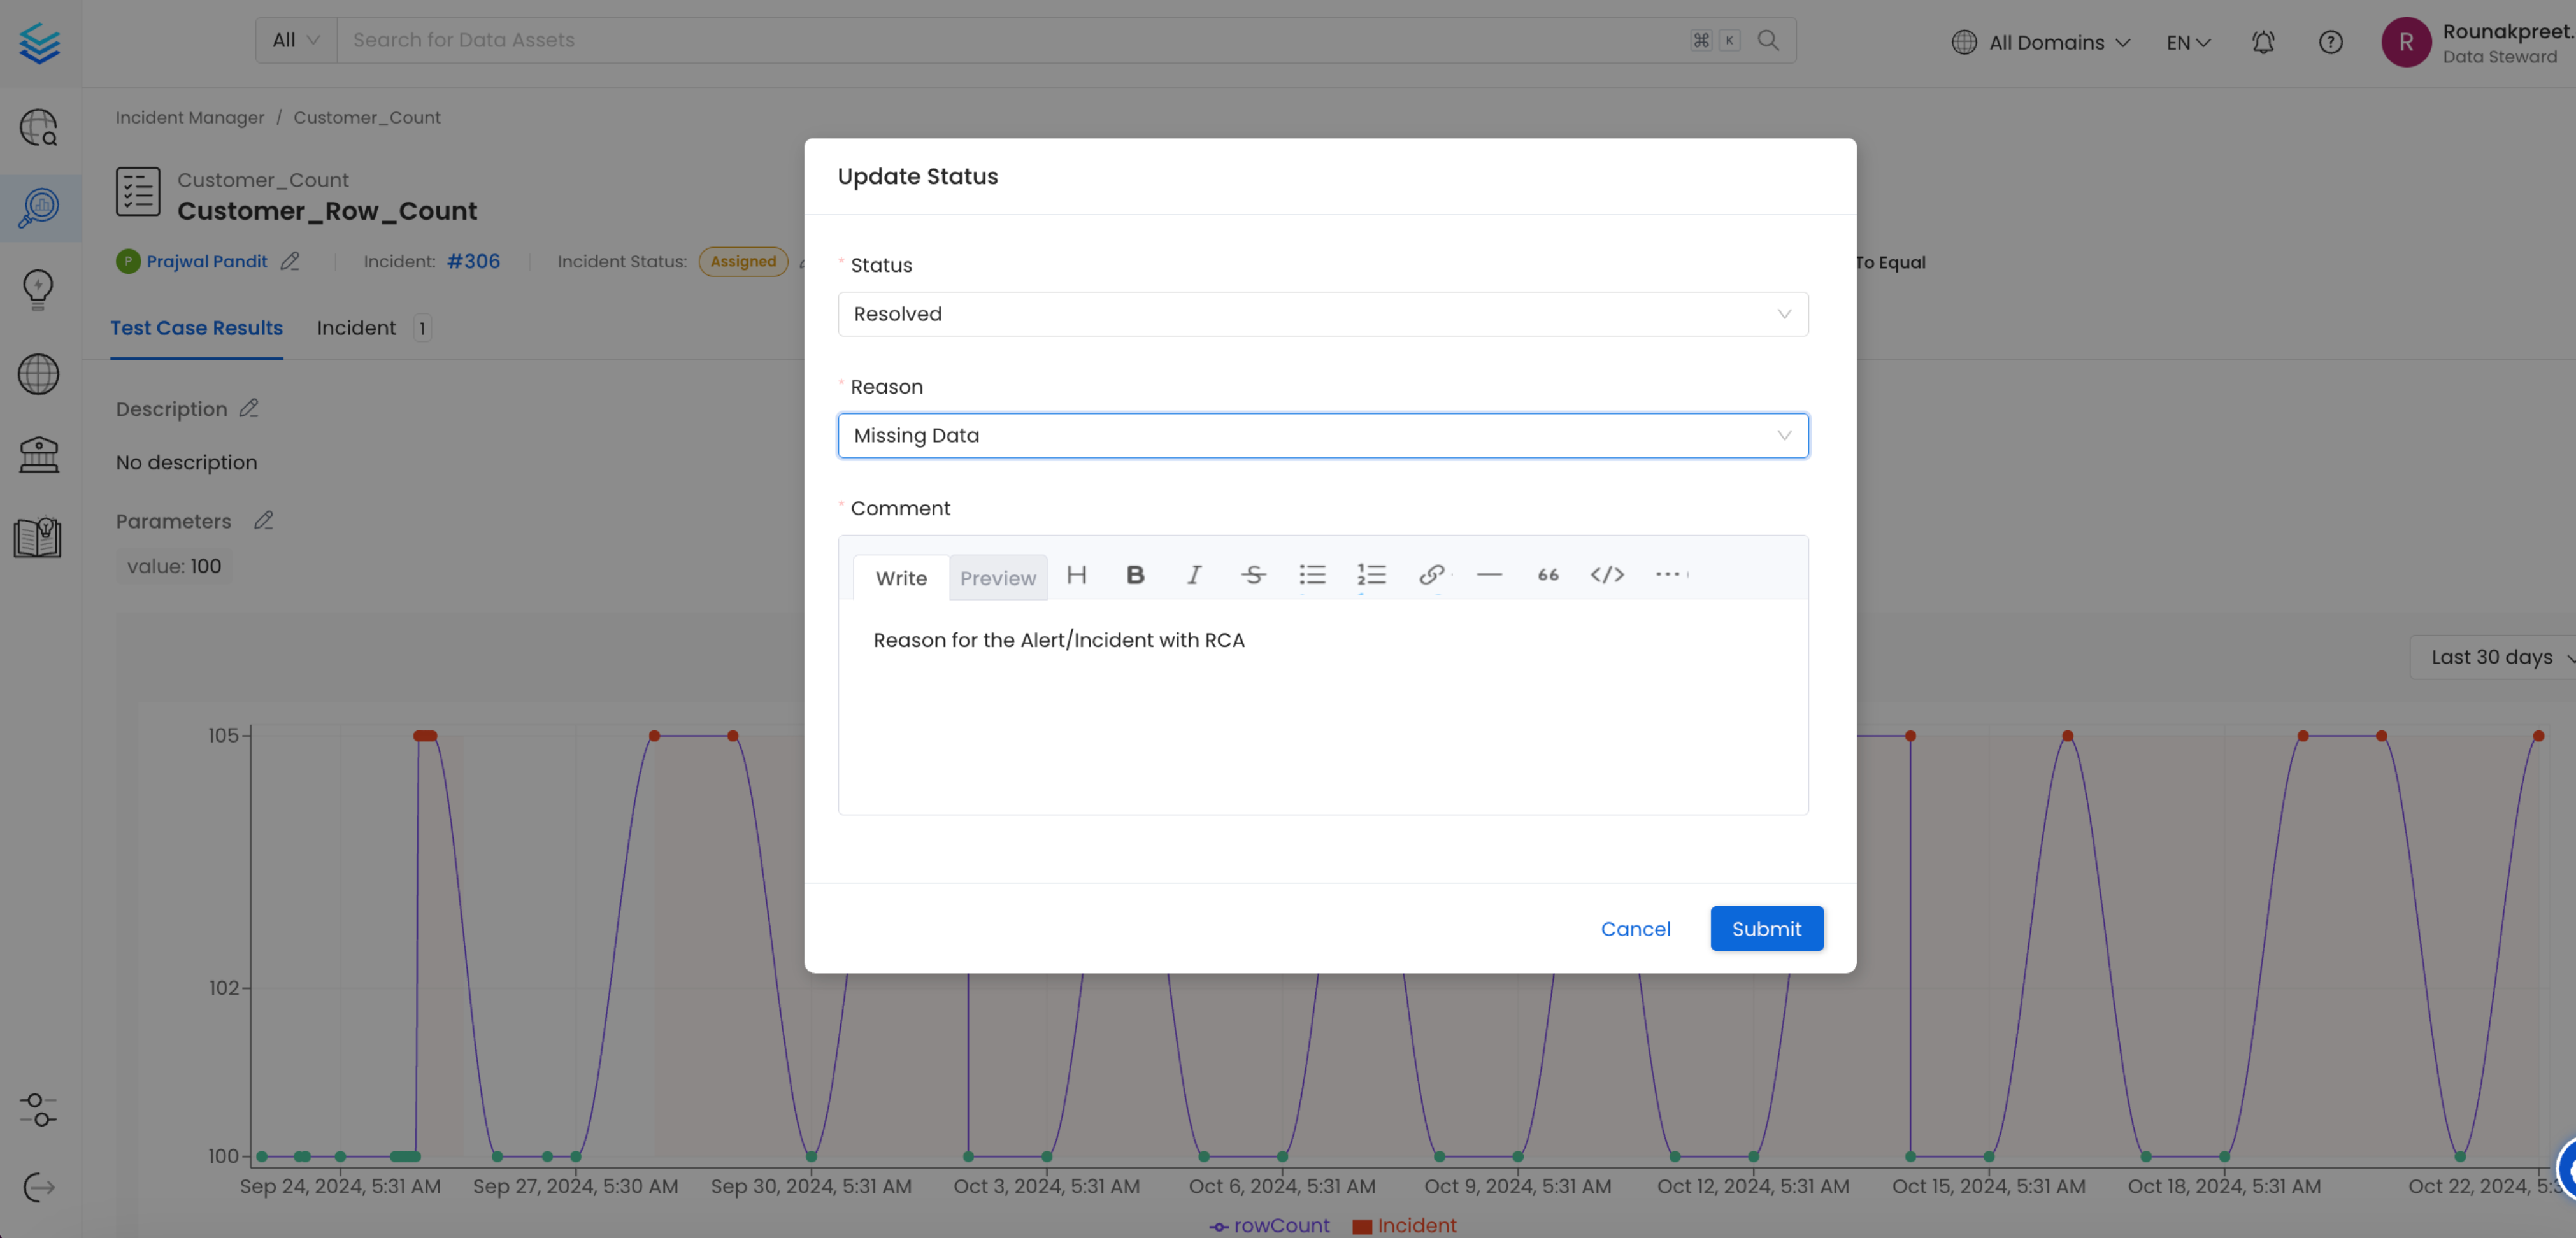 All
Search for Data Assets
⌘ K
All Domains
EN
R
Rounakpreet.
Data Steward
Incident Manager / Customer_Count
Customer_Count
Customer_Row_Count
P Prajwal Pandit
Incident: #306
Incident Status: Assigned
To Equal
Test Case Results
Incident 1
Description
No description
Parameters
value: 100
Update Status
* Status
Resolved
* Reason
Missing Data
* Comment
Write
Preview
H B I S
Reason for the Alert/Incident with RCA
Cancel
Submit
Last 30 days
105
102
100
Sep 24, 2024, 5:31 AM
Sep 27, 2024, 5:30 AM
Sep 30, 2024, 5:31 AM
Oct 3, 2024, 5:31 AM
Oct 6, 2024, 5:31 AM
Oct 9, 2024, 5:31 AM
Oct 12, 2024, 5:31 AM
Oct 15, 2024, 5:31 AM
Oct 18, 2024, 5:31 AM
Oct 22, 2024, 5:3
rowCount
Incident